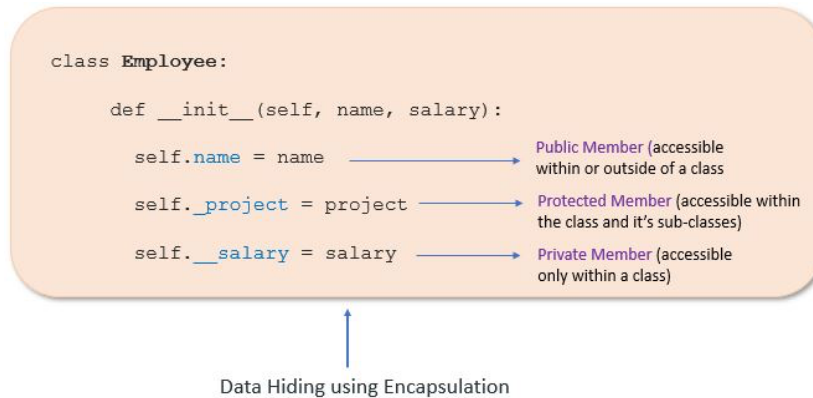 class Employee:
def __init__(self, name, salary):
self.name = name
Public Member (accessible
within or outside of a class
self._project = project
Protected Member (accessible within
the class and it's sub-classes)
self.__salary = salary
Private Member (accessible
only within a class)
Data Hiding using Encapsulation